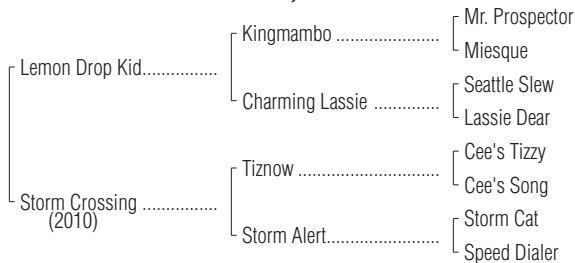 Mr. Prospector
Kingmambo ...................
Miesque
Lemon Drop Kid...............
Seattle Slew
Charming Lassie .............
Lassie Dear
Cee's Tizzy
Tiznow ..........................
Cee's Song
Storm Crossing ...............
(2010)
Storm Cat
Storm Alert.....................
Speed Dialer